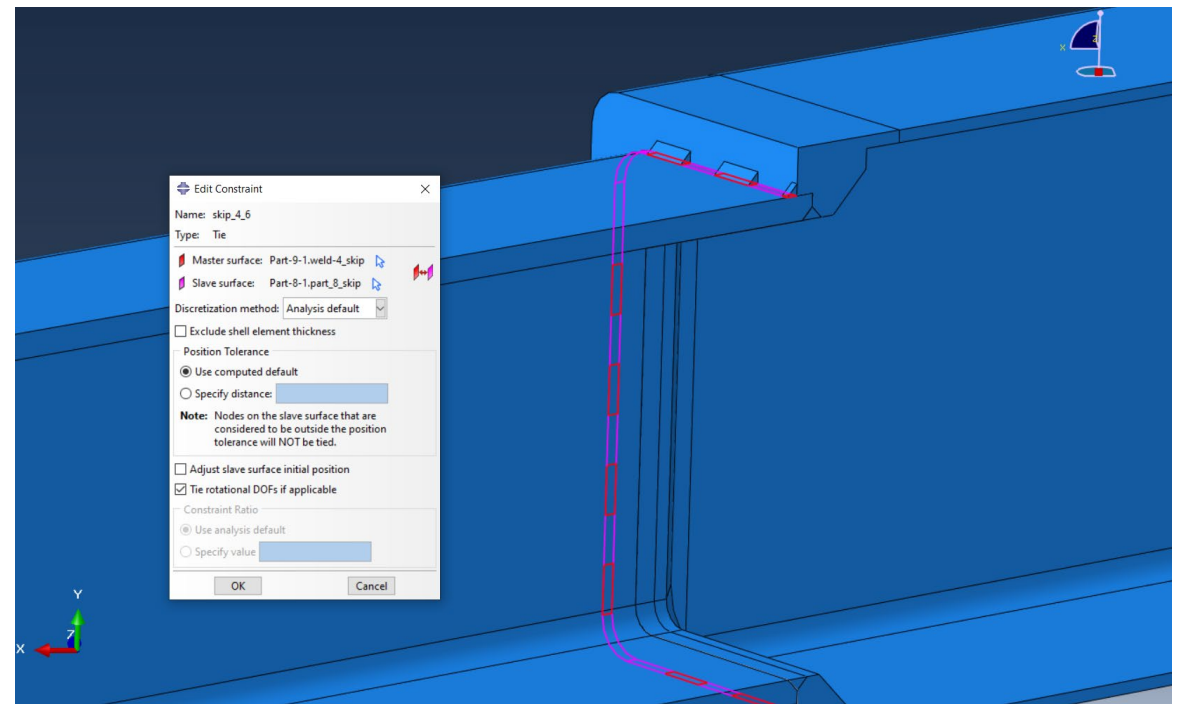 Edit Constraint
Name: skip_4_6
Type: Tie
Master surface: Part-9-1.weld-4_skip
Slave surface: Part-8-1.part_8_skip
Discretization method: Analysis default
Exclude shell element thickness
Position Tolerance
Use computed default
Specify distance:
Note: Nodes on the slave surface that are
considered to be outside the position
tolerance will NOT be tied.
Adjust slave surface initial position
Tie rotational DOFs if applicable
Constraint Ratio
Use analysis default
Specify value
OK Cancel
X Z
Y
Z
X